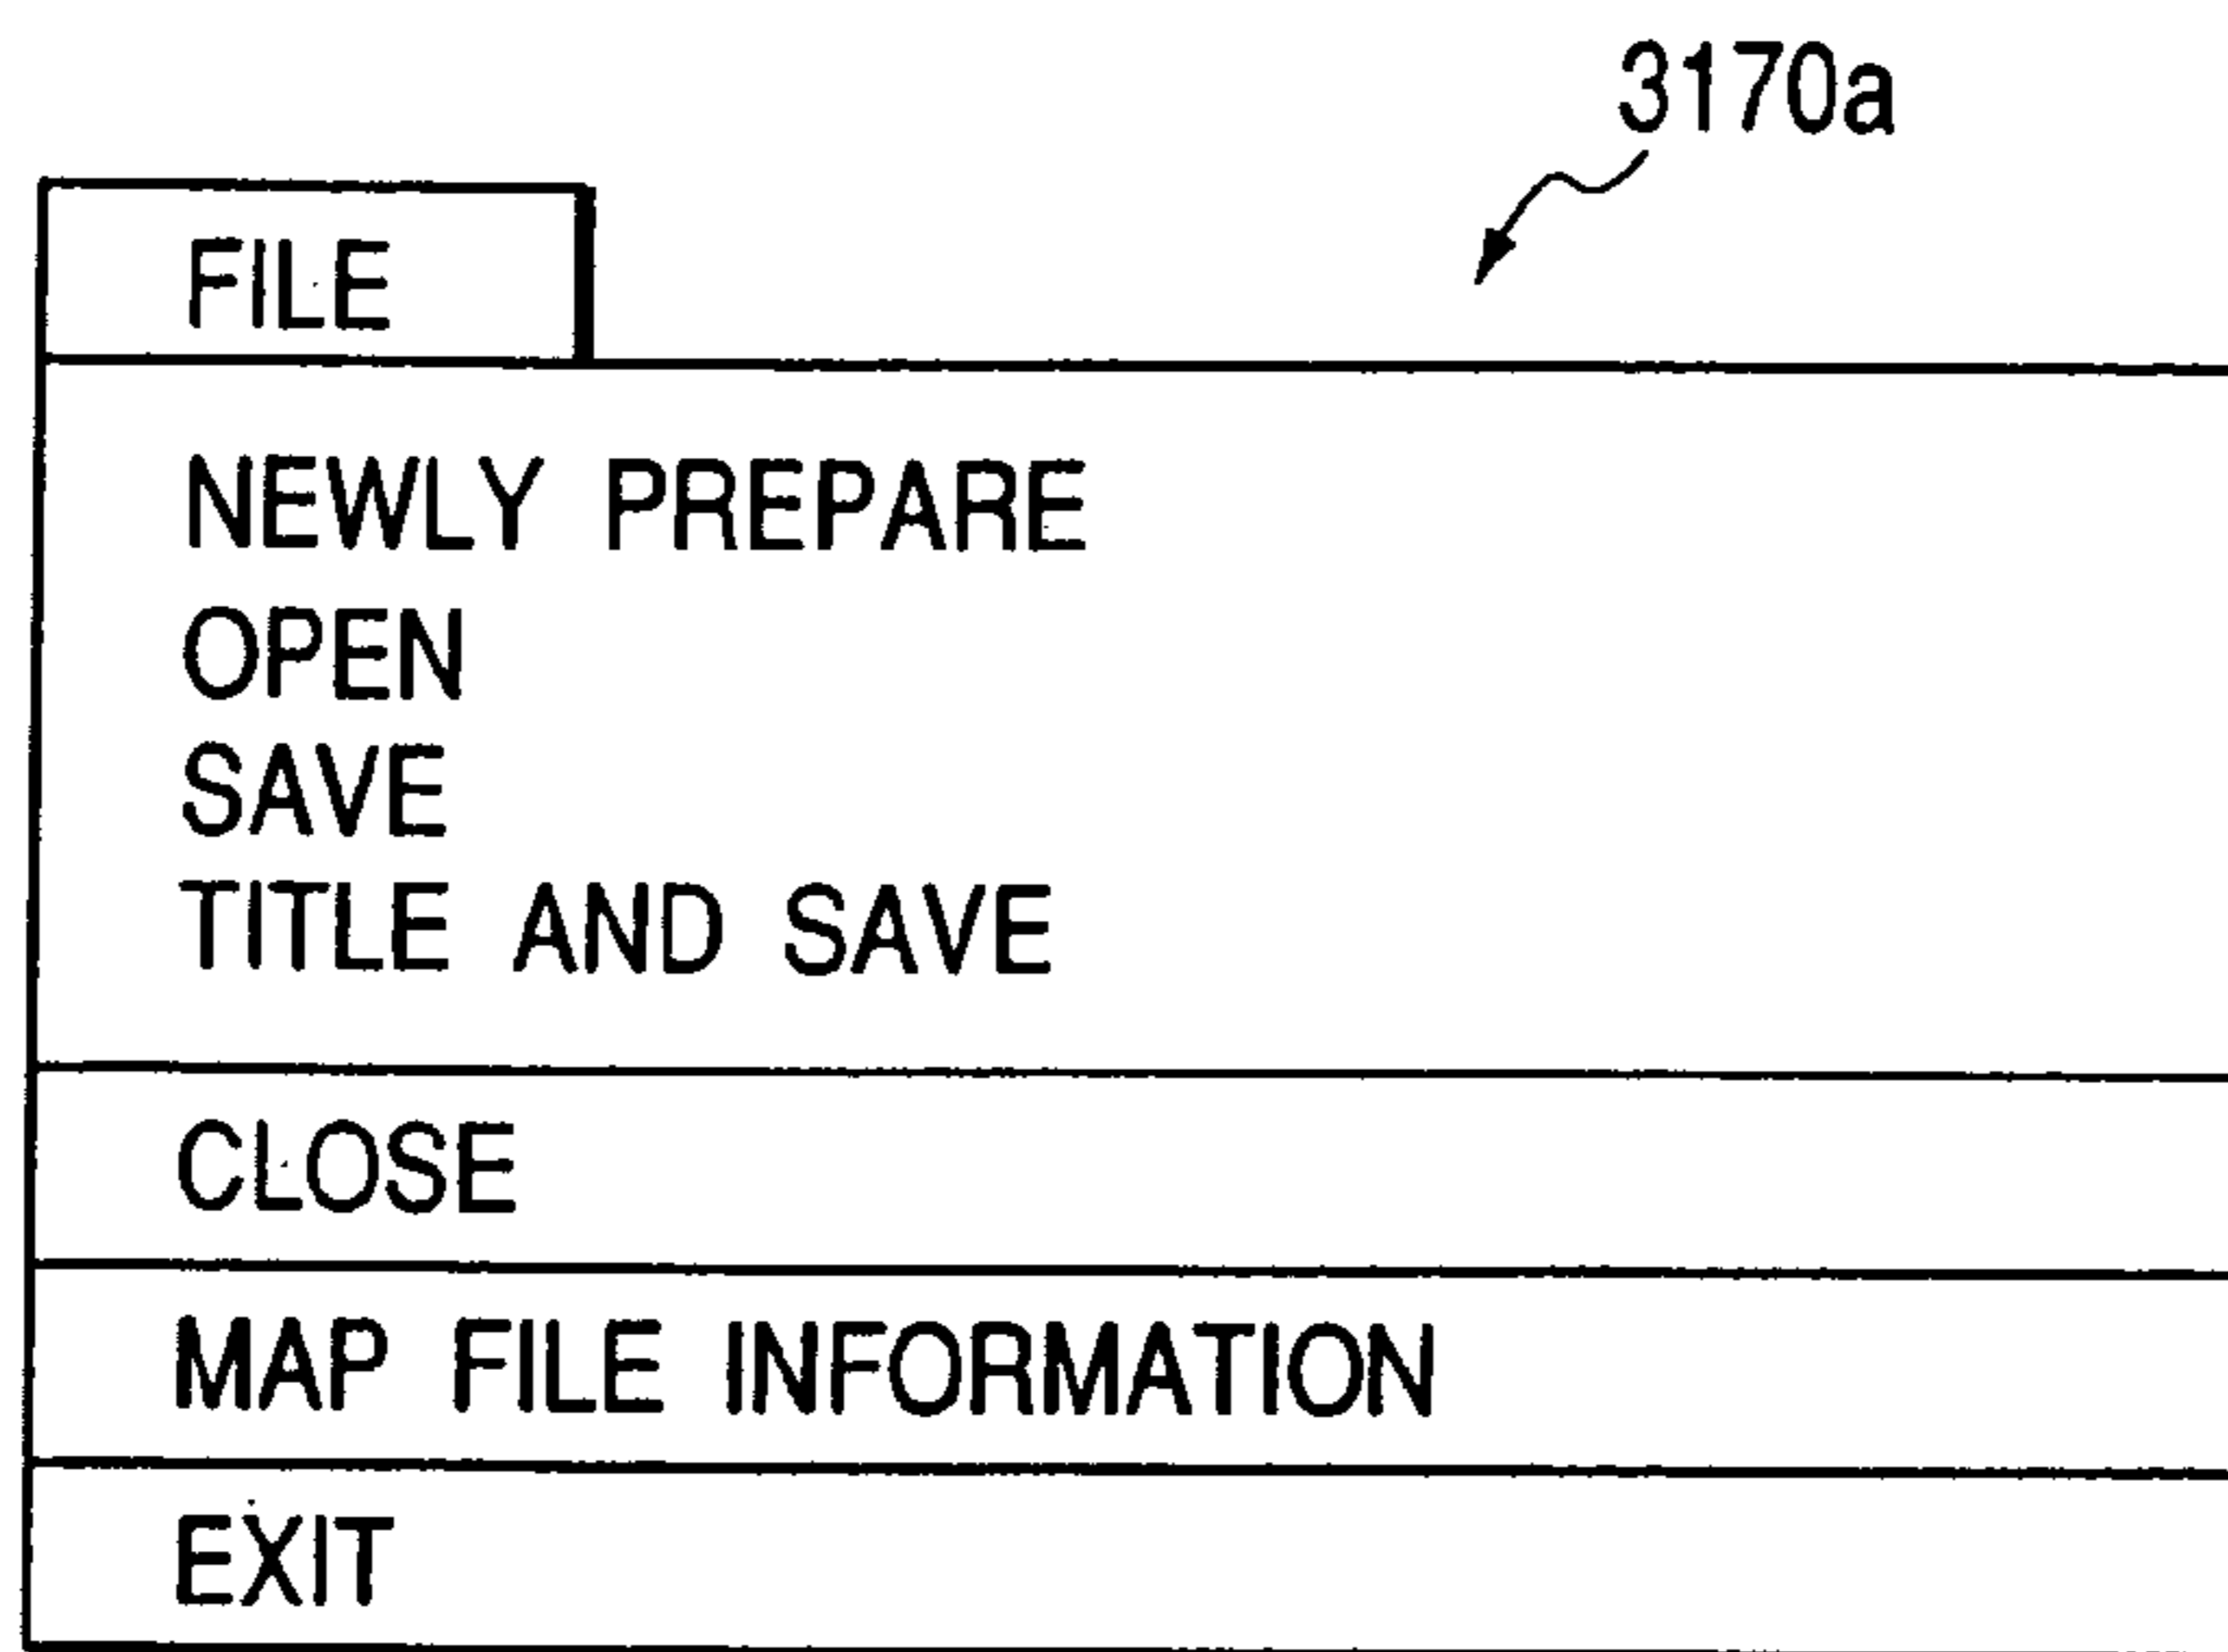 3170a
FILE
NEWLY PREPARE
OPEN
SAVE
TITLE AND SAVE
CLOSE
MAP FILE INFORMATION
EXIT